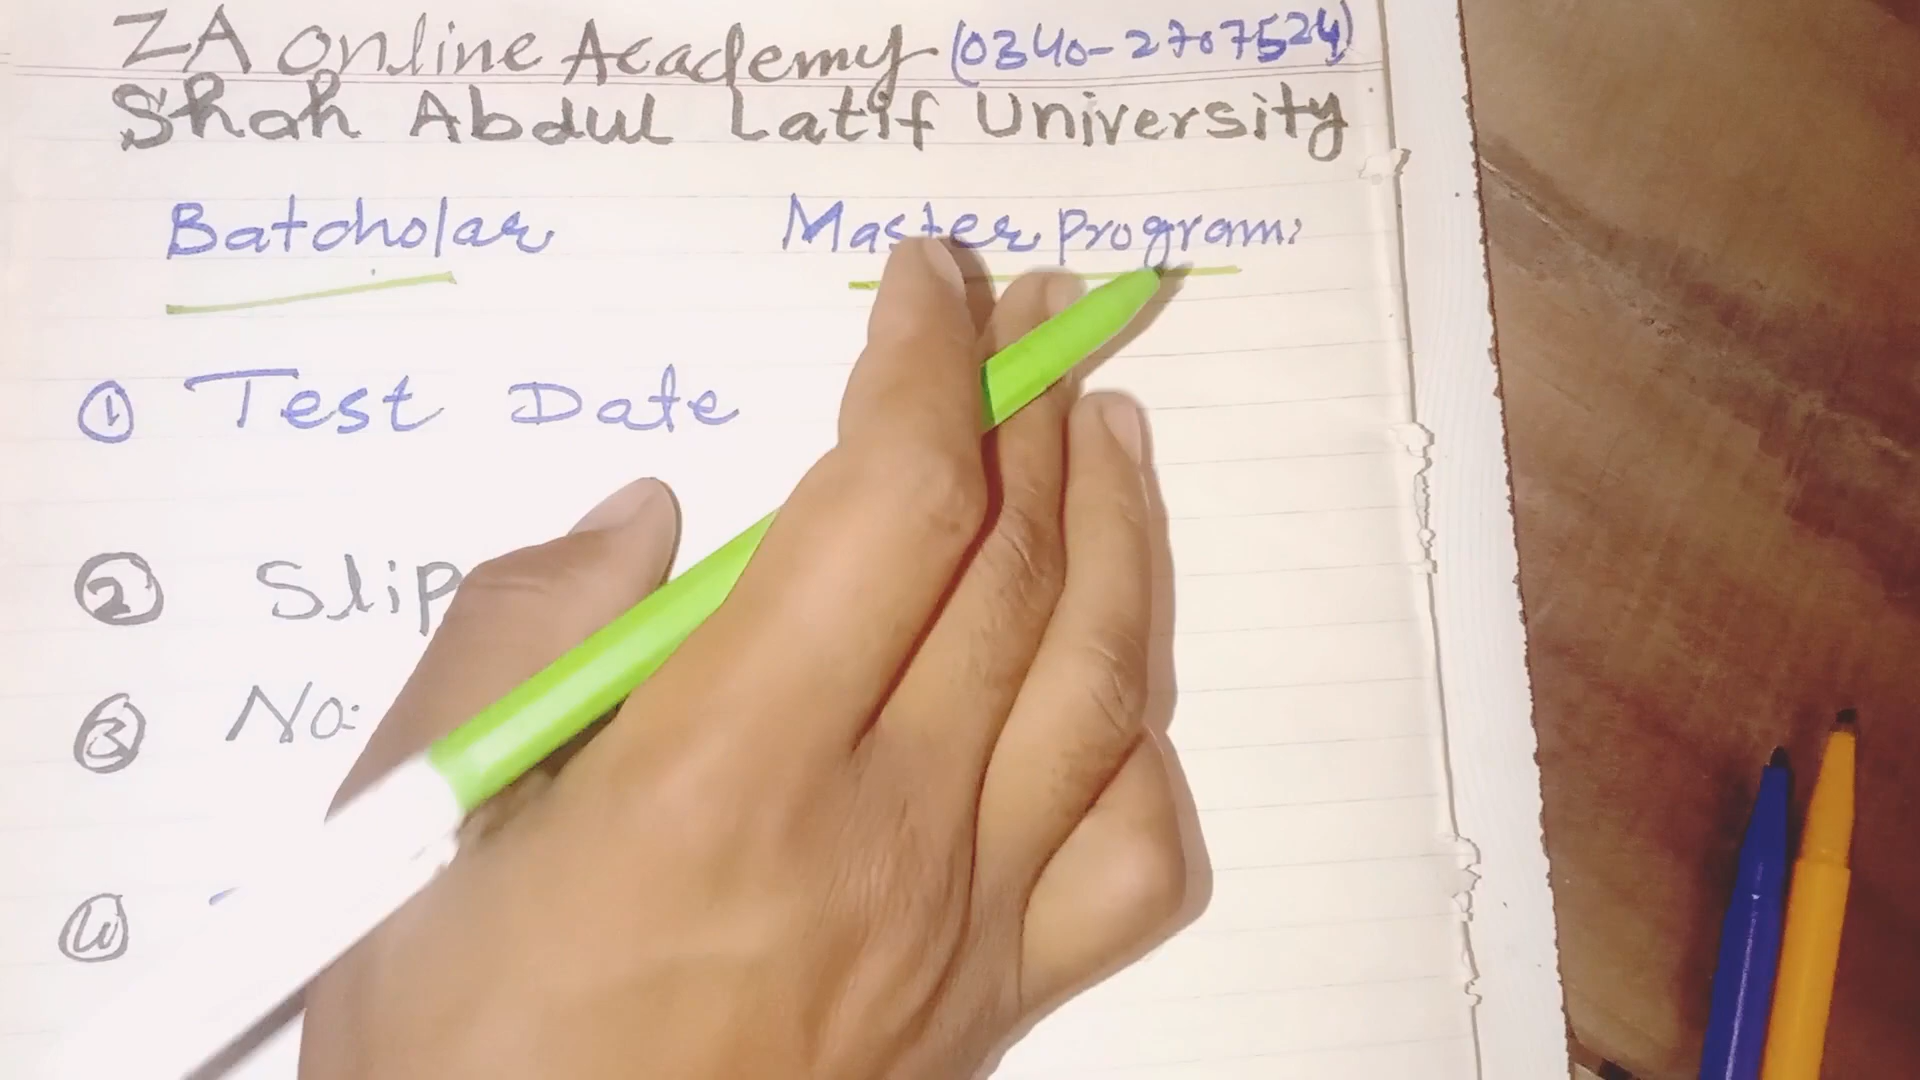 ZA Online Academy (0340-2707524)
Shah Abdul Latif University
Batcholar Master Program:
① Test Date
② Slip
③ No:
④